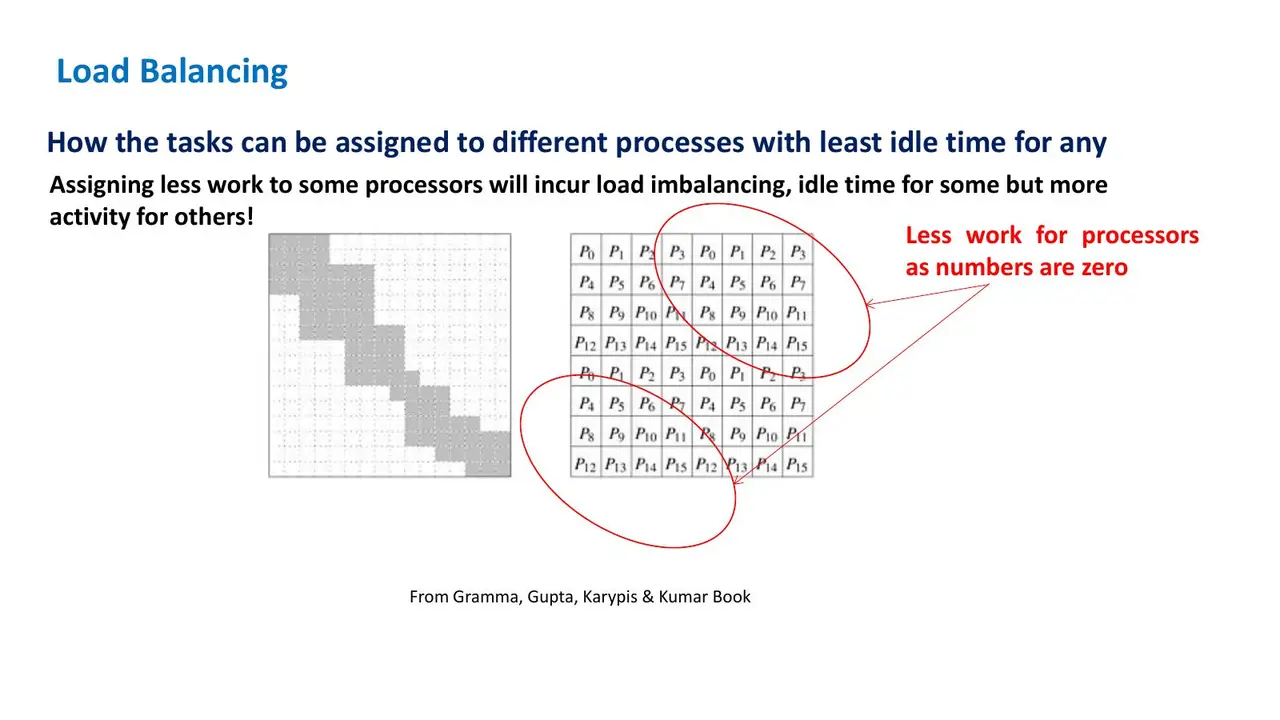 Load Balancing
How the tasks can be assigned to different processes with least idle time for any
Assigning less work to some processors will incur load imbalancing, idle time for some but more
activity for others!
Less work for processors
as numbers are zero
P0 P1 P2 P3 P0 P1 P2 P3
P4 P5 P6 P7 P4 P5 P6 P7
P8 P9 P10 P11 P8 P9 P10 P11
P12 P13 P14 P15 P12 P13 P14 P15
P0 P1 P2 P3 P0 P1 P2 P3
P4 P5 P6 P7 P4 P5 P6 P7
P8 P9 P10 P11 P8 P9 P10 P11
P12 P13 P14 P15 P12 P13 P14 P15
From Gramma, Gupta, Karypis & Kumar Book